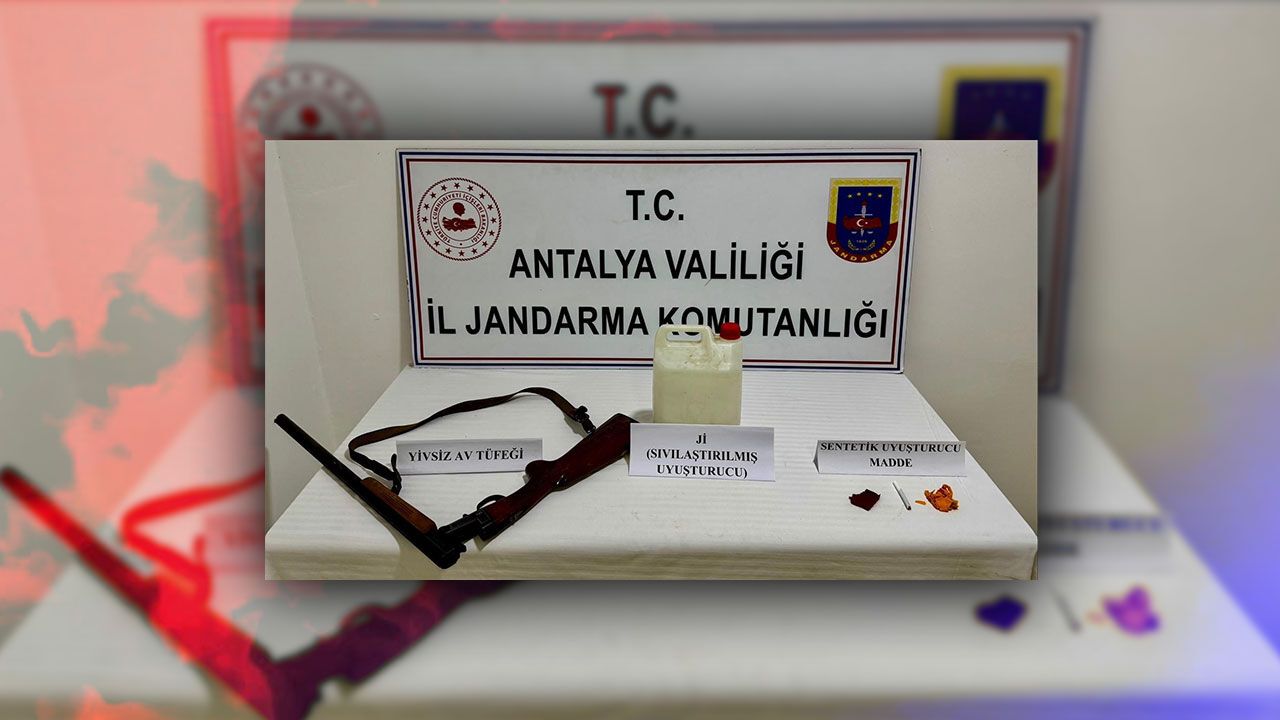 T.C.
T.C.
ANTALYA VALİLİĞİ
İL JANDARMA KOMUTANLIĞI
JANDARMA
YİVSİZ AV TÜFEĞİ
Jİ
(SIVILAŞTIRILMIŞ
UYUŞTURUCU)
SENTETİK UYUŞTURUCU
MADDE